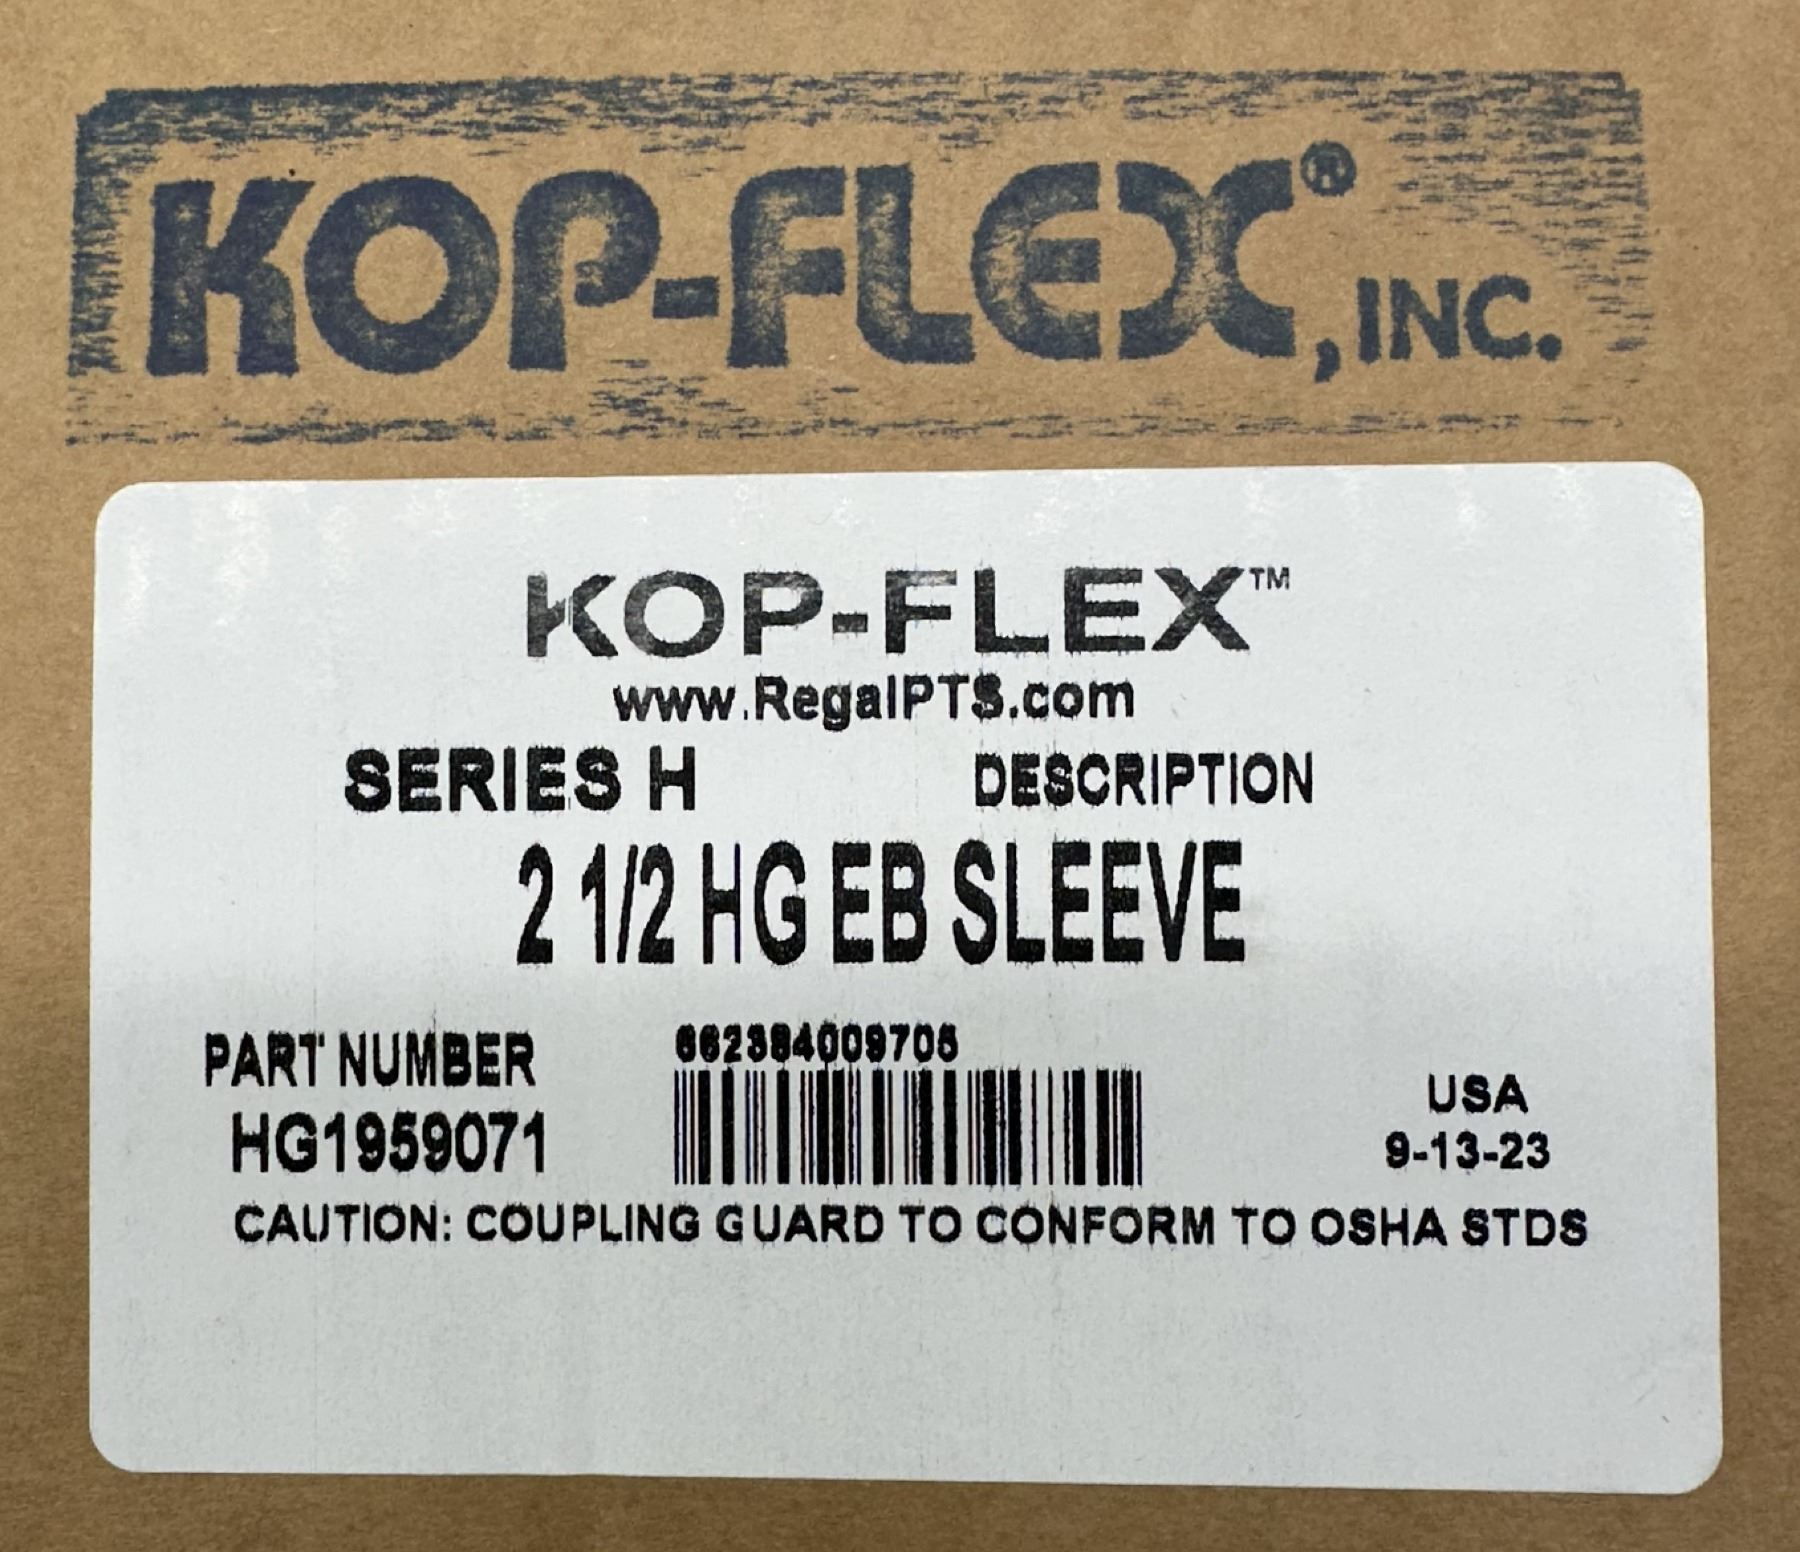 KOP-FLEX®, INC.
KOP-FLEX™
www.RegalPTS.com
SERIES H DESCRIPTION
2 1/2 HG EB SLEEVE
PART NUMBER
HG1959071
USA
9-13-23
CAUTION: COUPLING GUARD TO CONFORM TO OSHA STDS